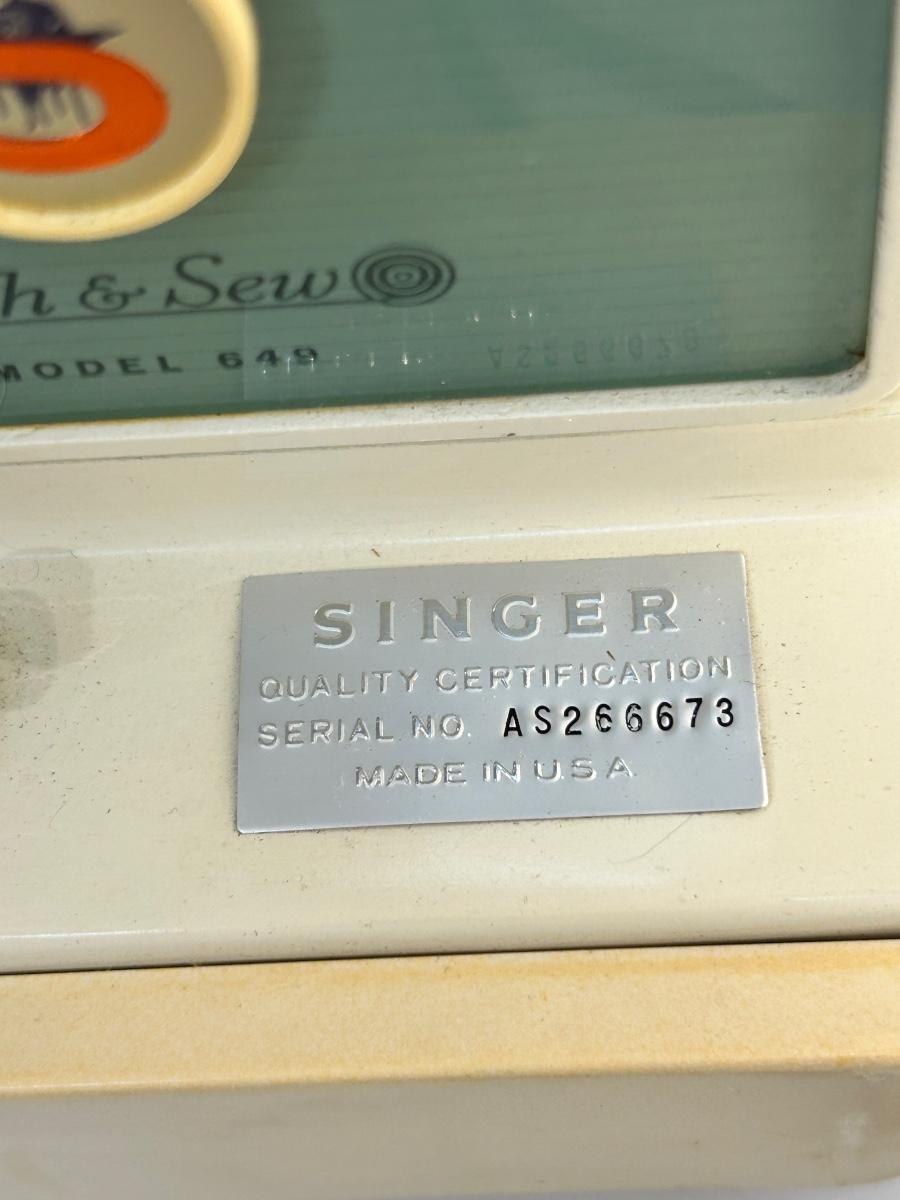 h & Sew
MODEL 649
SINGER
QUALITY CERTIFICATION
SERIAL NO. AS266673
MADE IN U.S.A.